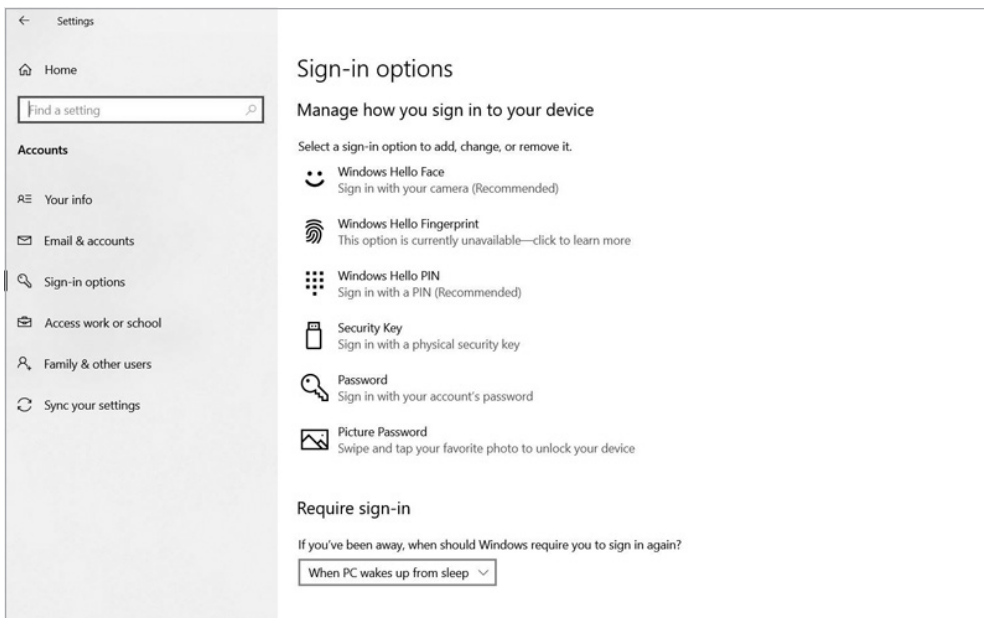 Settings
Home
Find a setting
Accounts
Your info
Email & accounts
Sign-in options
Access work or school
Family & other users
Sync your settings
Sign-in options
Manage how you sign in to your device
Select a sign-in option to add, change, or remove it.
Windows Hello Face
Sign in with your camera (Recommended)
Windows Hello Fingerprint
This option is currently unavailable—click to learn more
Windows Hello PIN
Sign in with a PIN (Recommended)
Security Key
Sign in with a physical security key
Password
Sign in with your account's password
Picture Password
Swipe and tap your favorite photo to unlock your device
Require sign-in
If you've been away, when should Windows require you to sign in again?
When PC wakes up from sleep